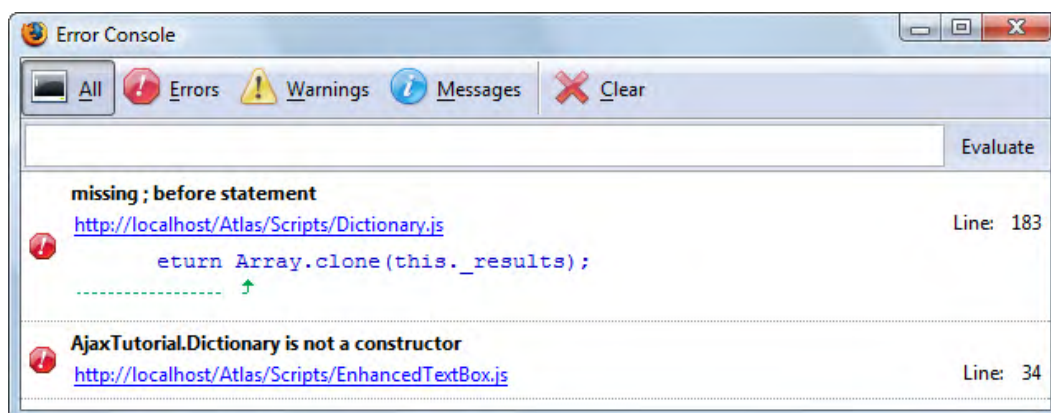 Error Console
All Errors Warnings Messages Clear
Evaluate
missing ; before statement
http://localhost/Atlas/Scripts/Dictionary.js Line: 183
eturn Array.clone(this._results);
AjaxTutorial.Dictionary is not a constructor
http://localhost/Atlas/Scripts/EnhancedTextBox.js Line: 34